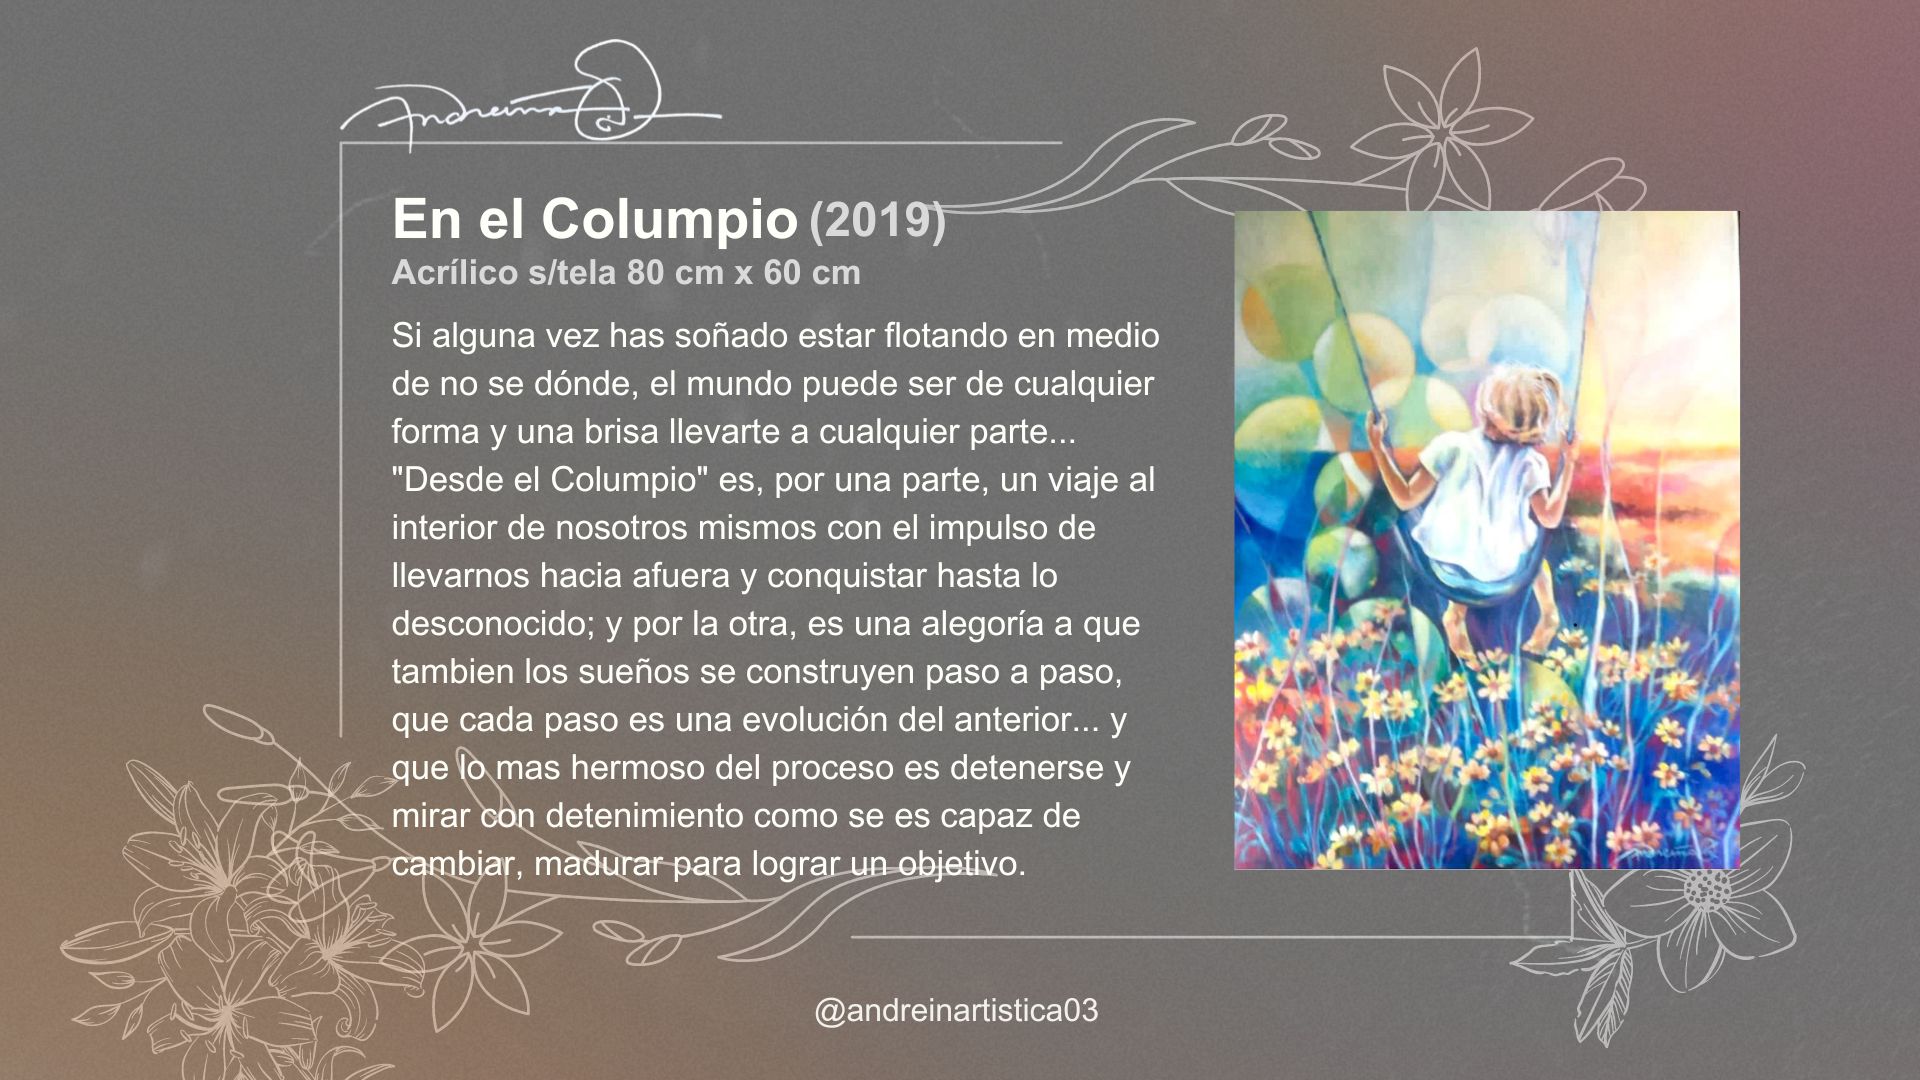 Andreina
En el Columpio (2019)
Acrílico s/tela 80 cm x 60 cm
Si alguna vez has soñado estar flotando en medio
de no se dónde, el mundo puede ser de cualquier
forma y una brisa llevarte a cualquier parte...
"Desde el Columpio" es, por una parte, un viaje al
interior de nosotros mismos con el impulso de
llevarnos hacia afuera y conquistar hasta lo
desconocido; y por la otra, es una alegoría a que
tambien los sueños se construyen paso a paso,
que cada paso es una evolución del anterior... y
que lo mas hermoso del proceso es detenerse y
mirar con detenimiento como se es capaz de
cambiar, madurar para lograr un objetivo.
@andreinartistica03